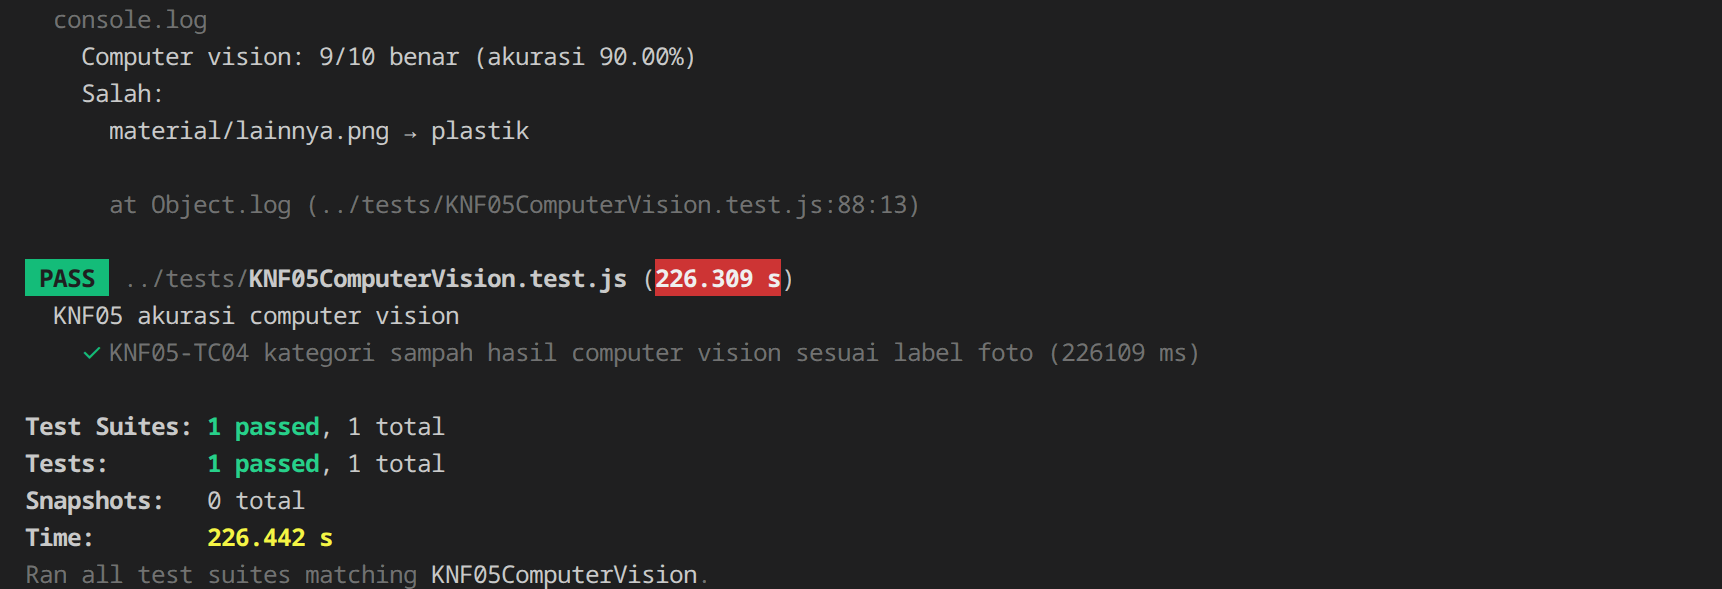 console.log
Computer vision: 9/10 benar (akurasi 90.00%)
Salah:
material/lainnya.png → plastik
at Object.log (../tests/KNF05ComputerVision.test.js:88:13)
PASS ../tests/KNF05ComputerVision.test.js (226.309 s)
KNF05 akurasi computer vision
✓ KNF05-TC04 kategori sampah hasil computer vision sesuai label foto (226109 ms)
Test Suites: 1 passed, 1 total
Tests: 1 passed, 1 total
Snapshots: 0 total
Time: 226.442 s
Ran all test suites matching KNF05ComputerVision.